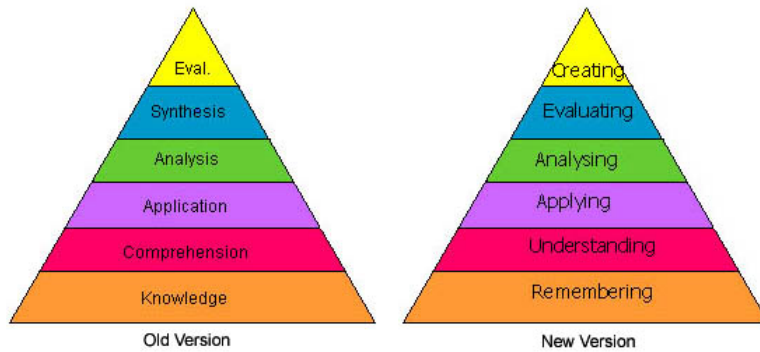 Eval.
Synthesis
Analysis
Application
Comprehension
Knowledge
Old Version
Creating
Evaluating
Analysing
Applying
Understanding
Remembering
New Version